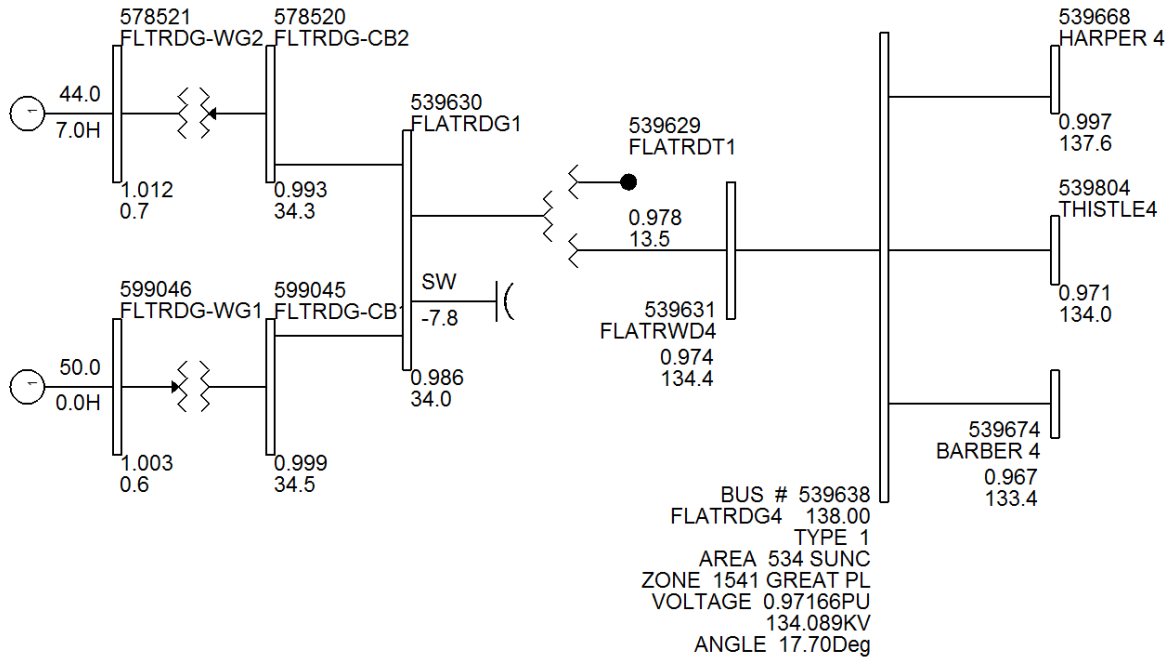 578521
FLTRDG-WG2
44.0
1
7.0H
1.012
0.7
578520
FLTRDG-CB2
0.993
34.3
599046
FLTRDG-WG1
50.0
1
0.0H
1.003
0.6
599045
FLTRDG-CB1
0.999
34.5
539630
FLATRDG1
SW
-7.8
0.986
34.0
539629
FLATRDT1
0.978
13.5
539631
FLATRWD4
0.974
134.4
539668
HARPER 4
0.997
137.6
539804
THISTLE4
0.971
134.0
539674
BARBER 4
0.967
133.4
BUS # 539638
FLATRDG4 138.00
TYPE 1
AREA 534 SUNC
ZONE 1541 GREAT PL
VOLTAGE 0.97166PU
134.089KV
ANGLE 17.70Deg